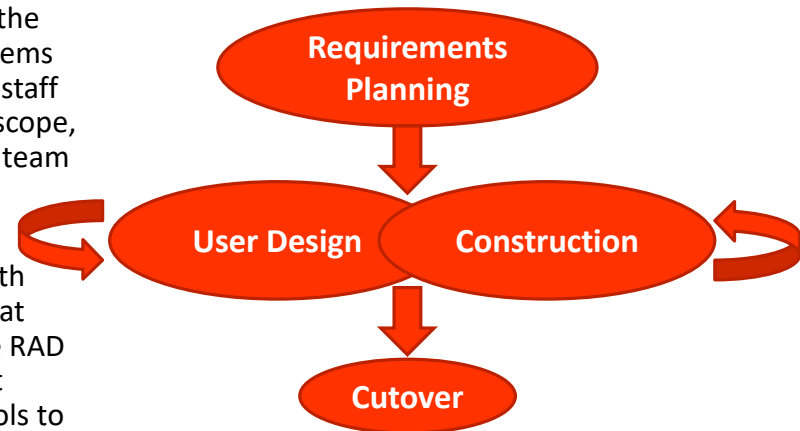 the
ems
staff
scope,
team
th
at
RAD
t
ols to
Requirements
Planning
User Design
Construction
Cutover